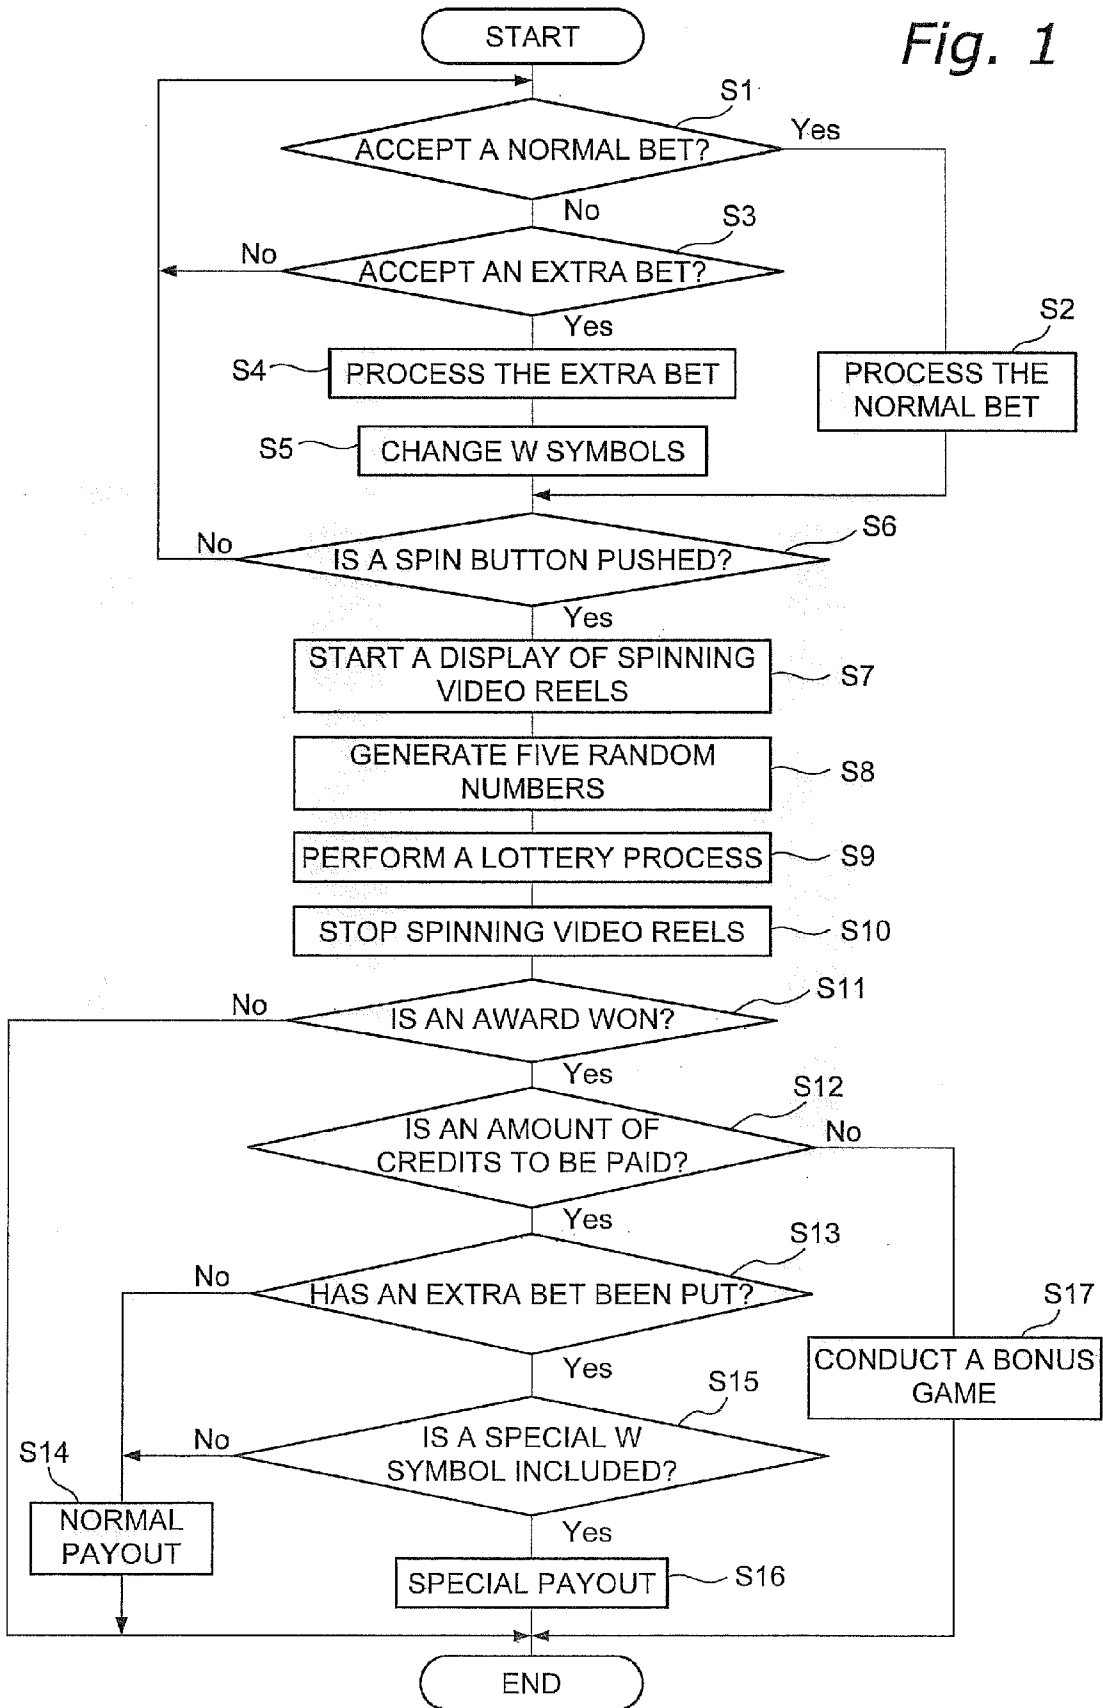 START
Fig. 1
S1
ACCEPT A NORMAL BET?
Yes
No
S3
No
ACCEPT AN EXTRA BET?
Yes
S2
S4
PROCESS THE EXTRA BET
PROCESS THE
NORMAL BET
S5
CHANGE W SYMBOLS
S6
No
IS A SPIN BUTTON PUSHED?
Yes
START A DISPLAY OF SPINNING
VIDEO REELS
S7
GENERATE FIVE RANDOM
NUMBERS
S8
PERFORM A LOTTERY PROCESS
S9
STOP SPINNING VIDEO REELS
S10
S11
No
IS AN AWARD WON?
Yes
S12
IS AN AMOUNT OF
CREDITS TO BE PAID?
No
Yes
S13
No
HAS AN EXTRA BET BEEN PUT?
S17
Yes
CONDUCT A BONUS
GAME
S15
No
IS A SPECIAL W
SYMBOL INCLUDED?
S14
NORMAL
PAYOUT
Yes
SPECIAL PAYOUT
S16
END